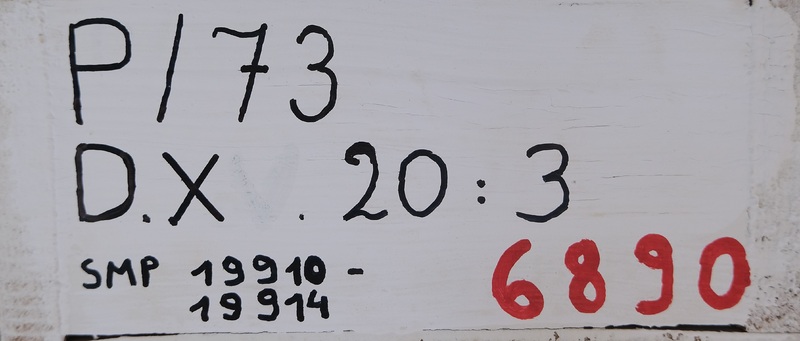 P/73
D.X . 20:3
SMP 19910-
19914
6890